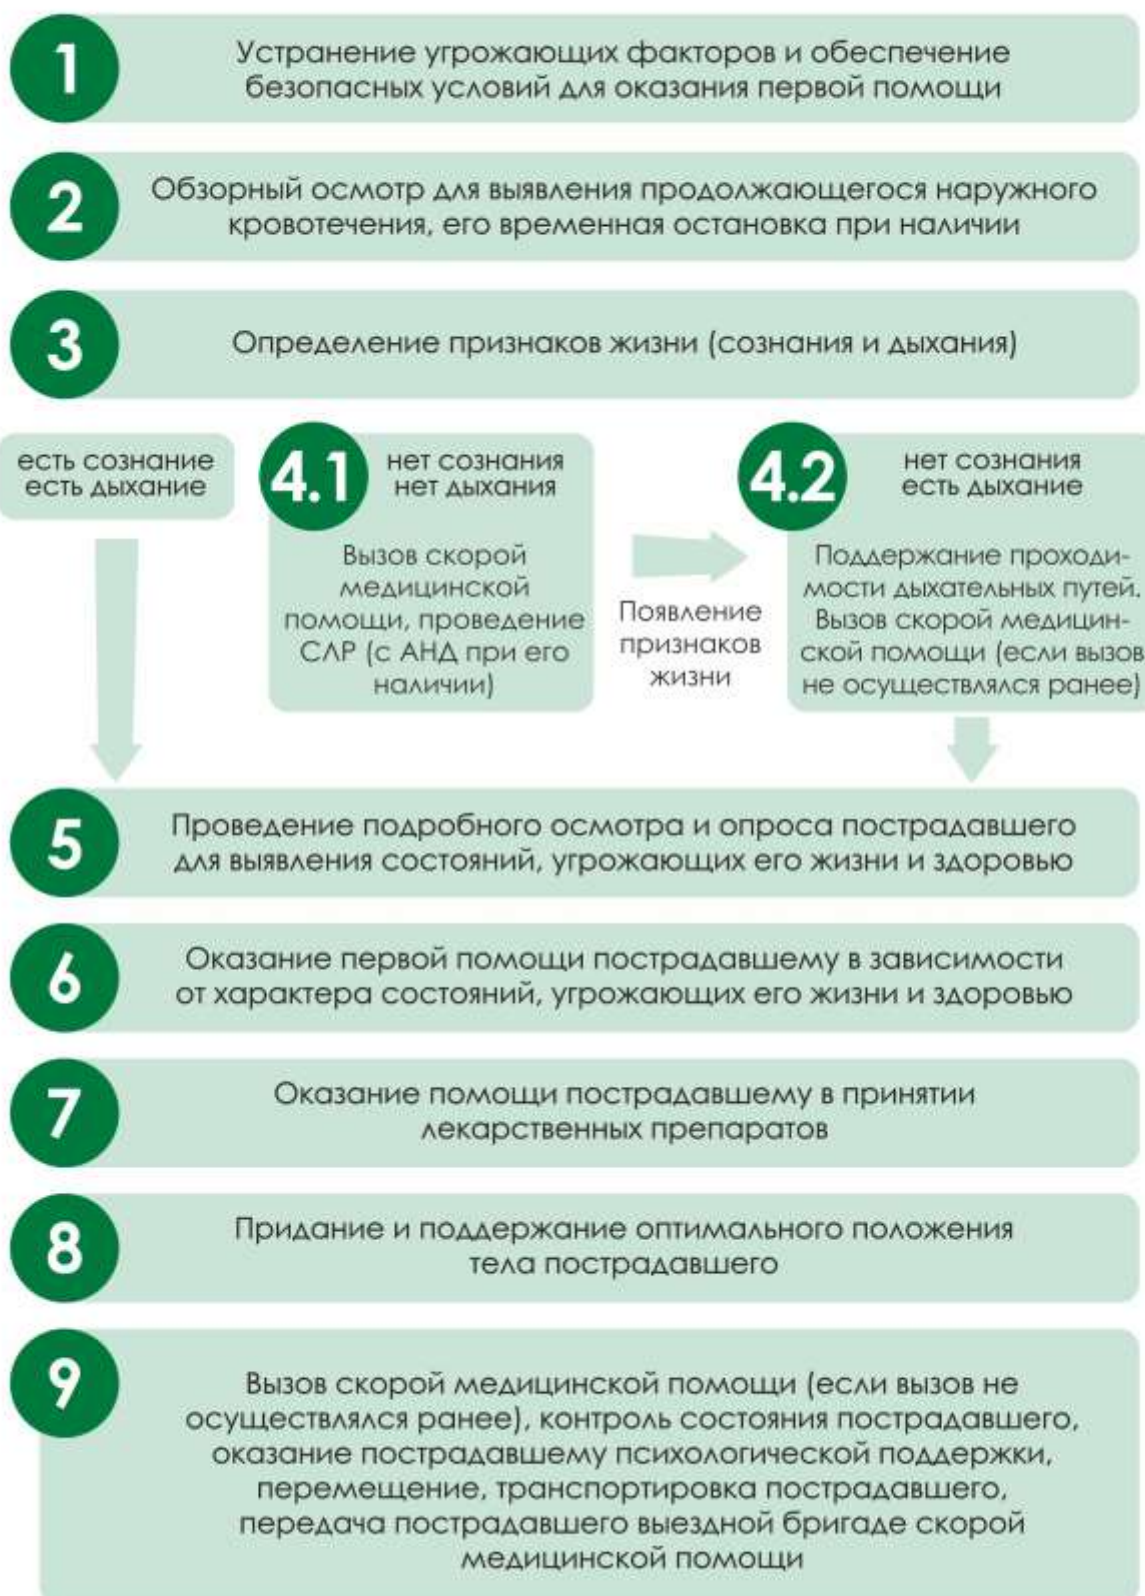 1
Устранение угрожающих факторов и обеспечение
безопасных условий для оказания первой помощи
2
Обзорный осмотр для выявления продолжающегося наружного
кровотечения, его временная остановка при наличии
3
Определение признаков жизни (сознания и дыхания)
есть сознание
есть дыхание
4.1
нет сознания
нет дыхания
Вызов скорой
медицинской
помощи, проведение
СЛР (с АНД при его
наличии)
Появление
признаков
жизни
4.2
нет сознания
есть дыхание
Поддержание проходи-
мости дыхательных путей.
Вызов скорой медицин-
ской помощи (если вызов
не осуществлялся ранее)
5
Проведение подробного осмотра и опроса пострадавшего
для выявления состояний, угрожающих его жизни и здоровью
6
Оказание первой помощи пострадавшему в зависимости
от характера состояний, угрожающих его жизни и здоровью
7
Оказание помощи пострадавшему в принятии
лекарственных препаратов
8
Придание и поддержание оптимального положения
тела пострадавшего
9
Вызов скорой медицинской помощи (если вызов не
осуществлялся ранее), контроль состояния пострадавшего,
оказание пострадавшему психологической поддержки,
перемещение, транспортировка пострадавшего,
передача пострадавшего выездной бригаде скорой
медицинской помощи